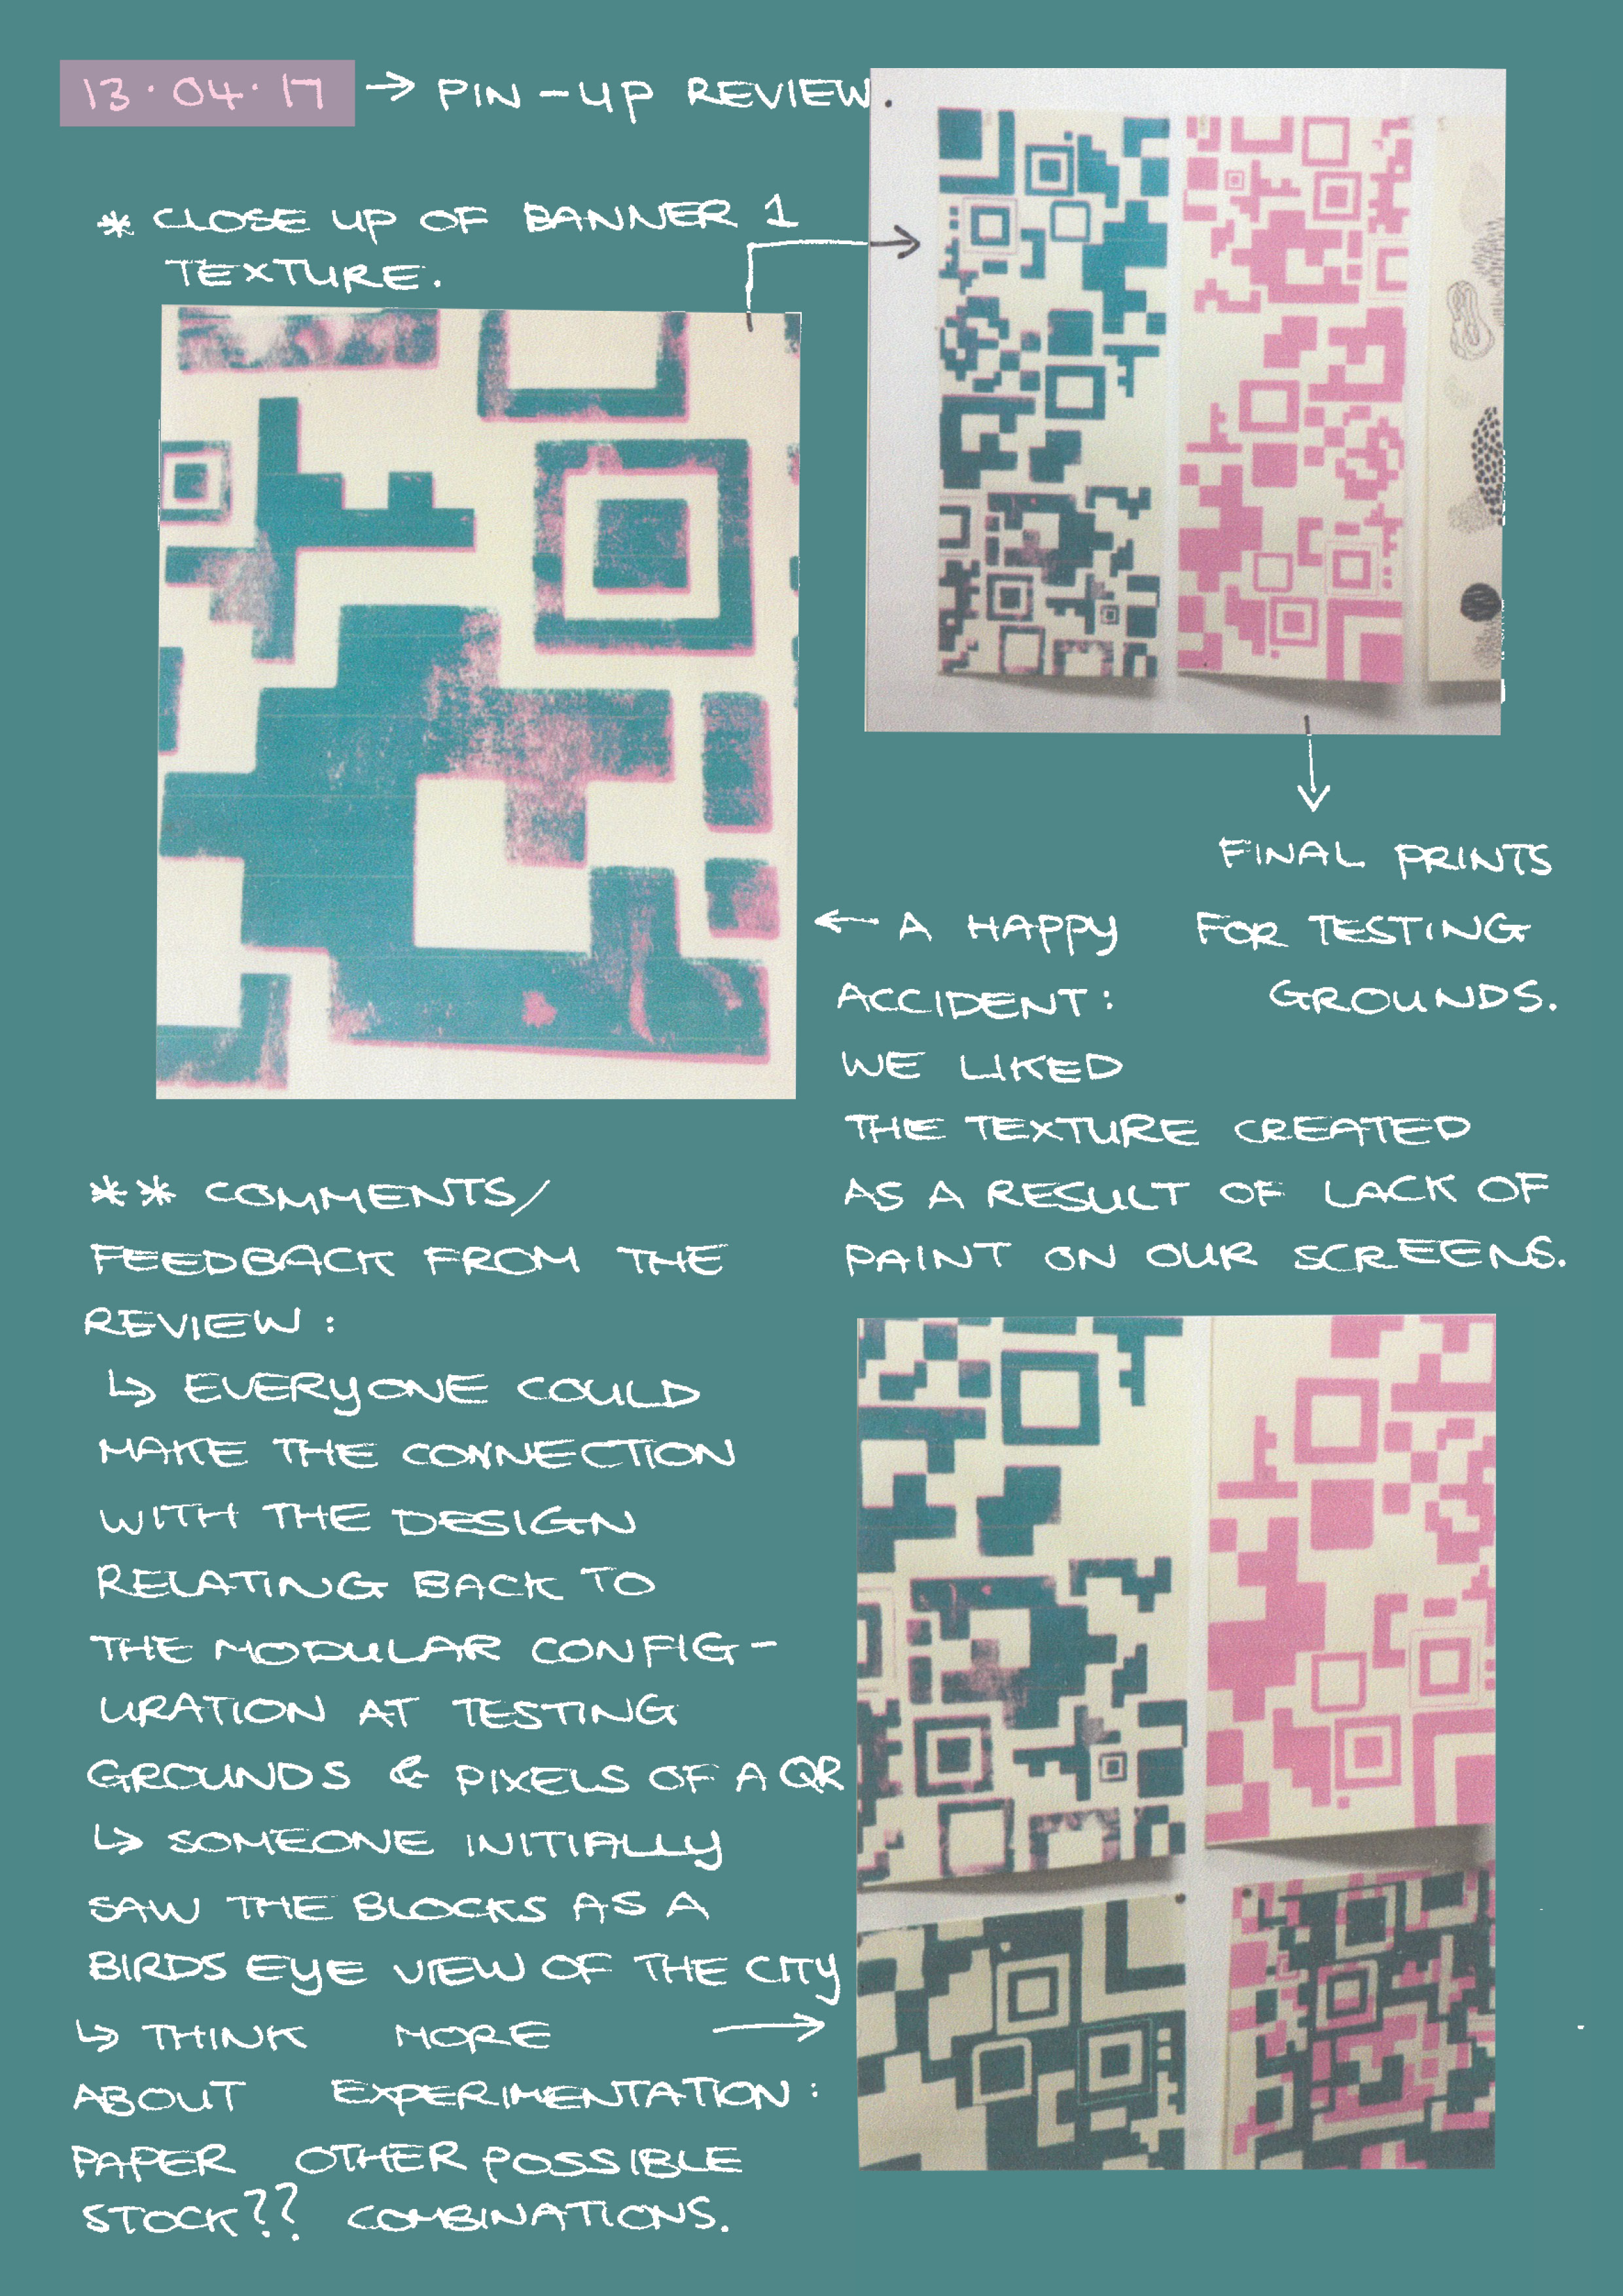 13.04.17 → PIN-UP REVIEW.
* CLOSE UP OF BANNER 1
TEXTURE.
FINAL PRINTS
FOR TESTING
GROUNDS.
← A HAPPY
ACCIDENT:
WE LIKED
THE TEXTURE CREATED
AS A RESULT OF LACK OF
PAINT ON OUR SCREENS.
** COMMENTS/
FEEDBACK FROM THE
REVIEW:
↳ EVERYONE COULD
MAKE THE CONNECTION
WITH THE DESIGN
RELATING BACK TO
THE MODULAR CONFIG-
URATION AT TESTING
GROUNDS & PIXELS OF A QR
↳ SOMEONE INITIALLY
SAW THE BLOCKS AS A
BIRDS EYE VIEW OF THE CITY
↳ THINK MORE →
ABOUT EXPERIMENTATION:
PAPER OTHER POSSIBLE
STOCK?? COMBINATIONS.